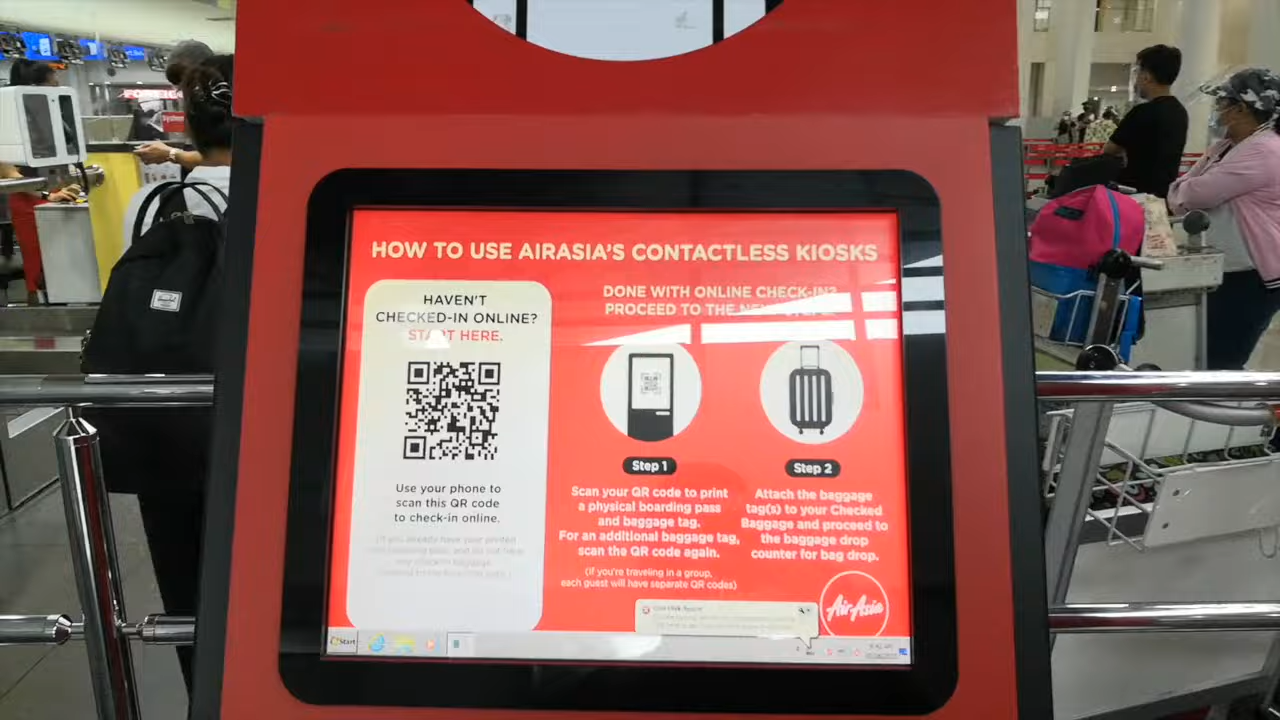 HOW TO USE AIRASIA'S CONTACTLESS KIOSKS
HAVEN'T
CHECKED-IN ONLINE?
START HERE.
Use your phone to
scan this QR code
to check-in online.
DONE WITH ONLINE CHECK-IN?
PROCEED TO THE
Step 1
Scan your QR code to print
a physical boarding pass
and baggage tag.
For an additional baggage tag,
scan the QR code again.
(If you're traveling in a group,
each guest will have separate QR codes)
Step 2
Attach the baggage
tag(s) to your Checked
Baggage and proceed to
the baggage drop
counter for bag drop.
AirAsia
Start